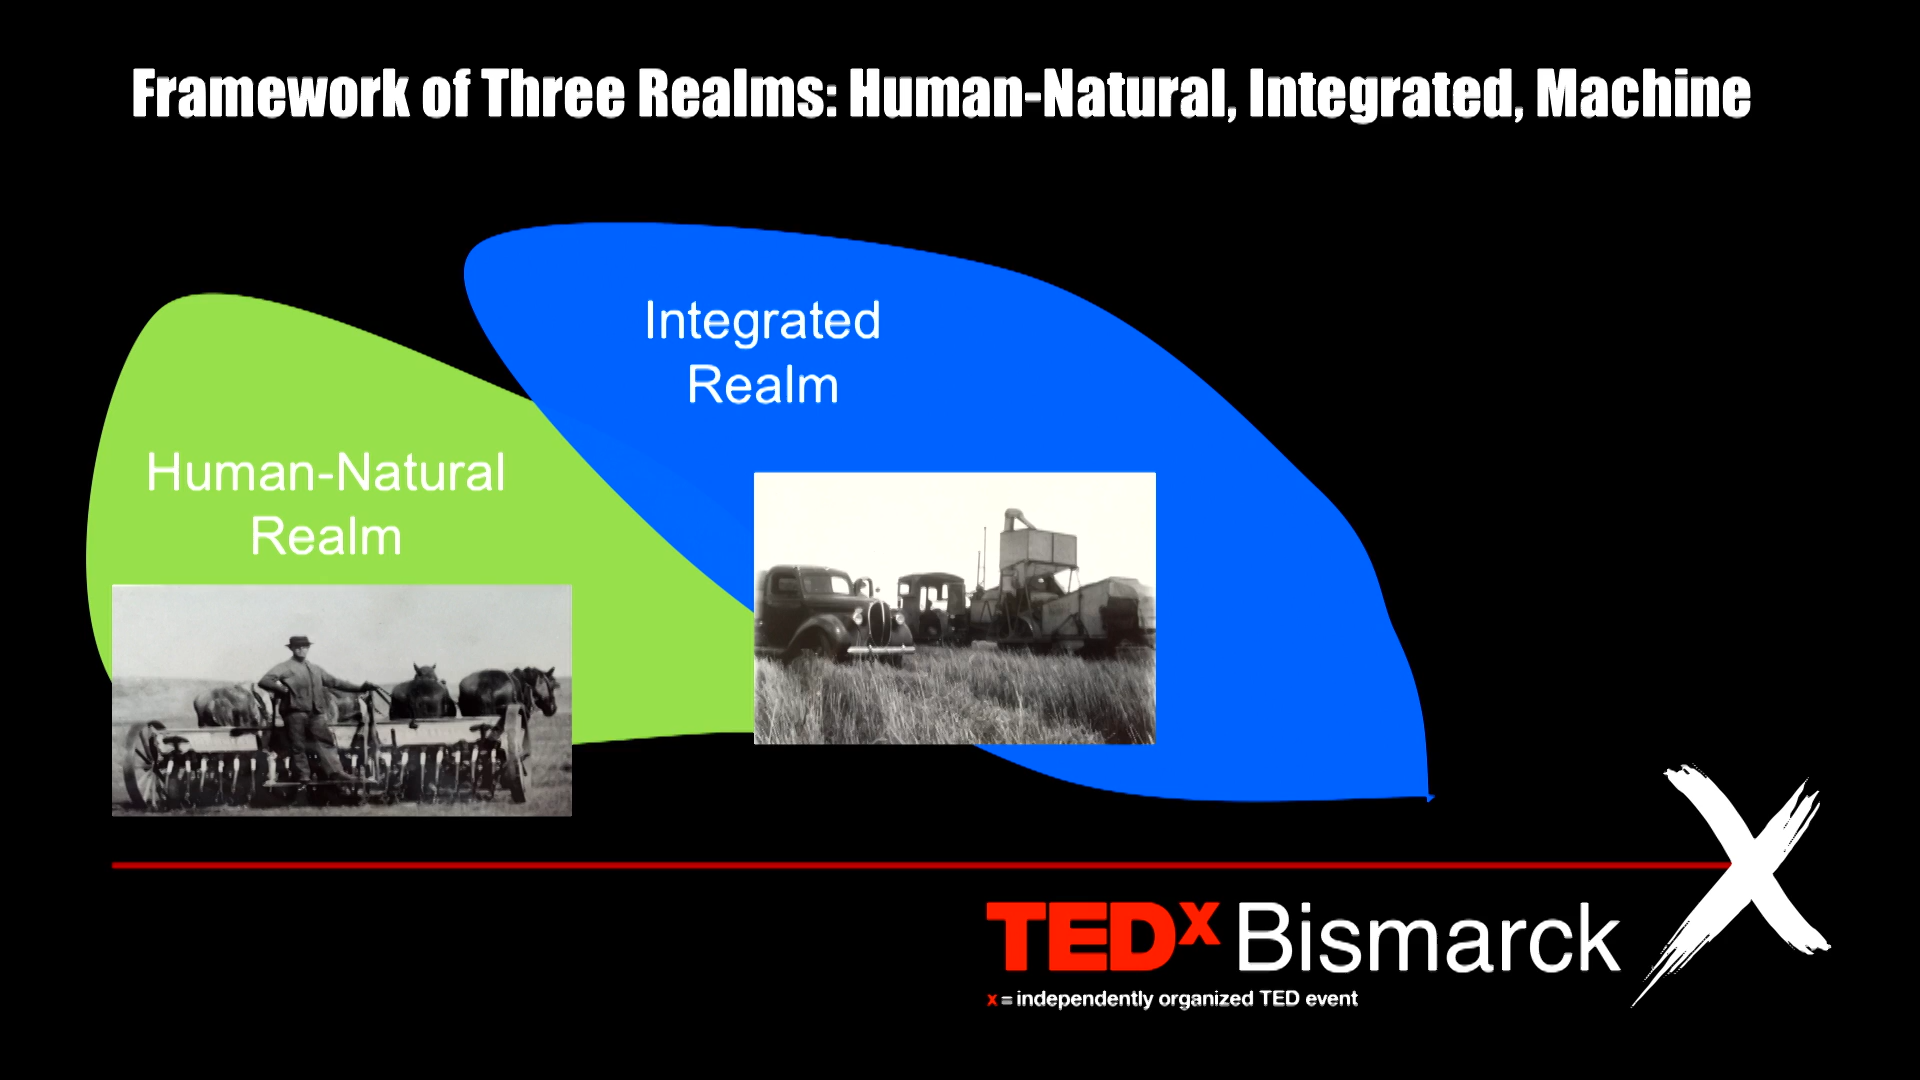 Framework of Three Realms: Human-Natural, Integrated, Machine
Integrated
Realm
Human-Natural
Realm
TEDx Bismarck
x = independently organized TED event